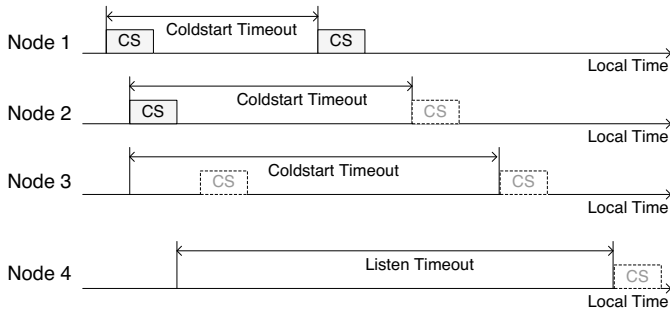 Node 1
Coldstart Timeout
CS
CS
Local Time
Node 2
Coldstart Timeout
CS
CS
Local Time
Node 3
Coldstart Timeout
CS
CS
Local Time
Node 4
Listen Timeout
CS
Local Time